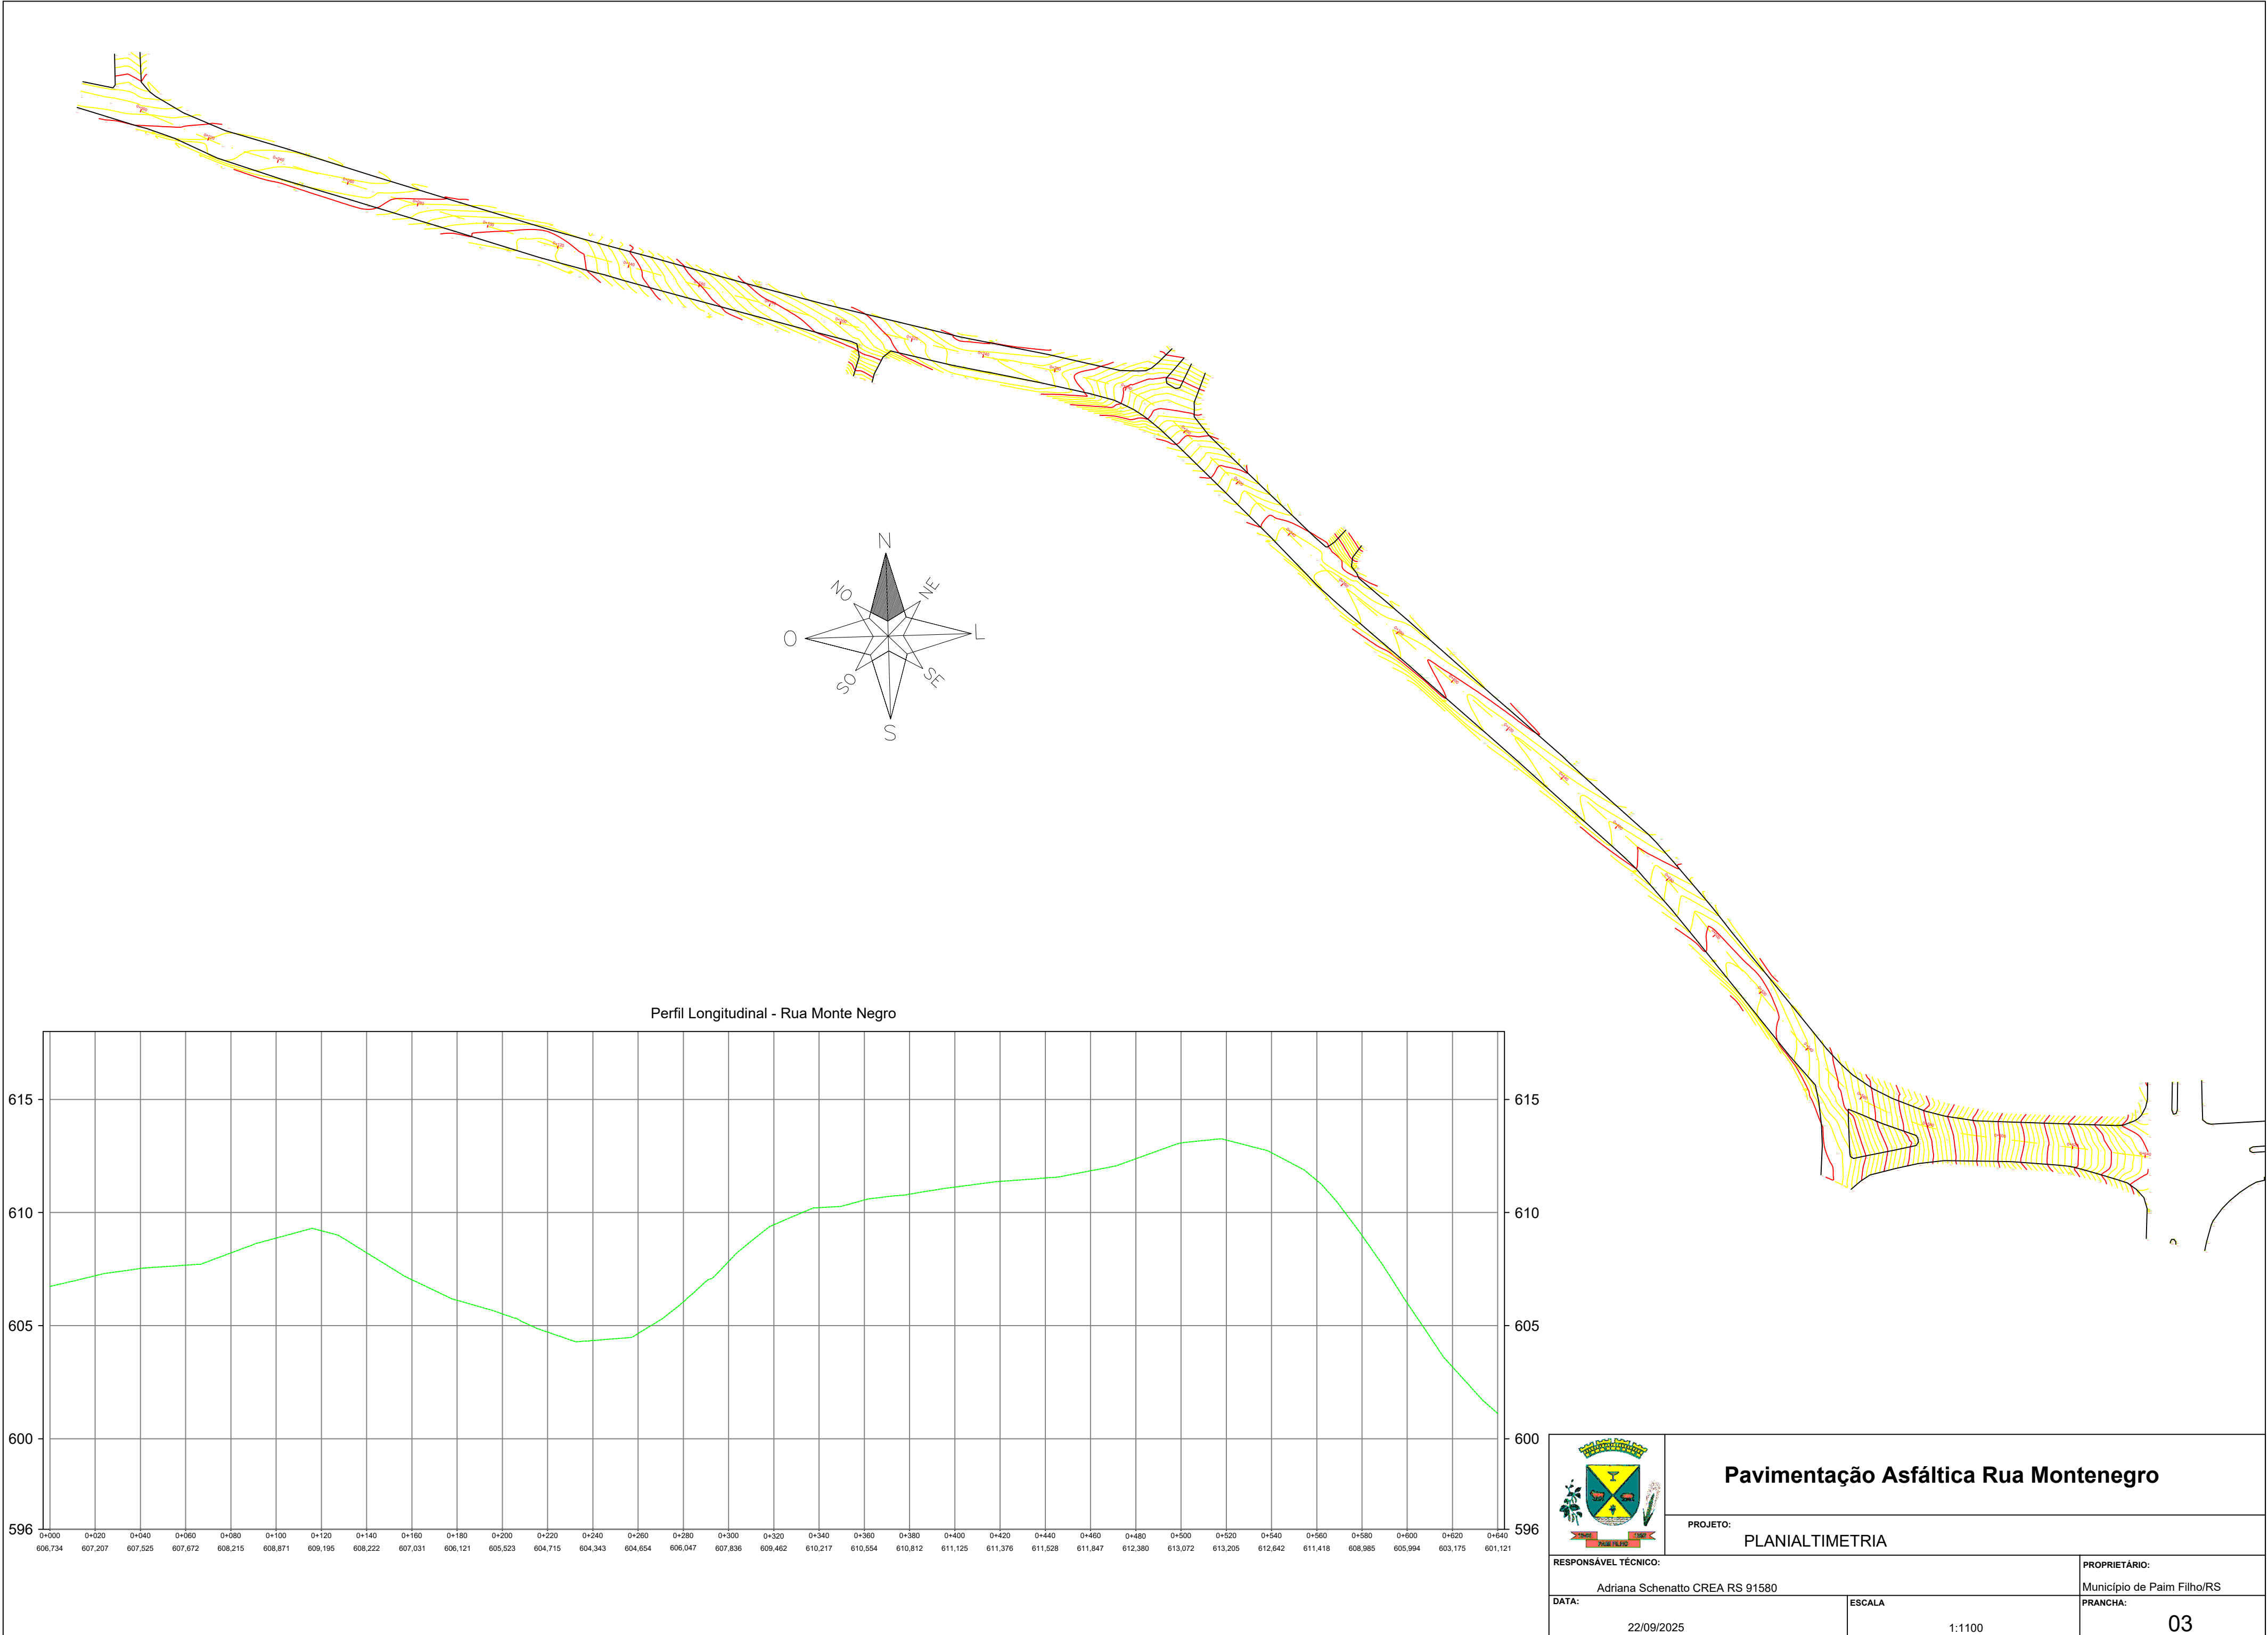 N
NO
NE
O
L
SO
SE
S
Perfil Longitudinal - Rua Monte Negro
615
615
610
610
605
605
600
600
596
596
0+000 0+020 0+040 0+060 0+080 0+100 0+120 0+140 0+160 0+180 0+200 0+220 0+240 0+260 0+280 0+300 0+320 0+340 0+360 0+380 0+400 0+420 0+440 0+460 0+480 0+500 0+520 0+540 0+560 0+580 0+600 0+620 0+640
606,734 607,207 607,525 607,672 608,215 608,871 609,195 608,222 607,031 606,121 605,523 604,715 604,343 604,654 606,047 607,836 609,462 610,217 610,554 610,812 611,125 611,376 611,528 611,847 612,380 613,072 613,205 612,642 611,418 608,985 605,994 603,175 601,121
Pavimentação Asfáltica Rua Montenegro
PROJETO:
PLANIALTIMETRIA
RESPONSÁVEL TÉCNICO:
Adriana Schenatto CREA RS 91580
PROPRIETÁRIO:
Município de Paim Filho/RS
DATA:
22/09/2025
ESCALA
1:1100
PRANCHA:
03